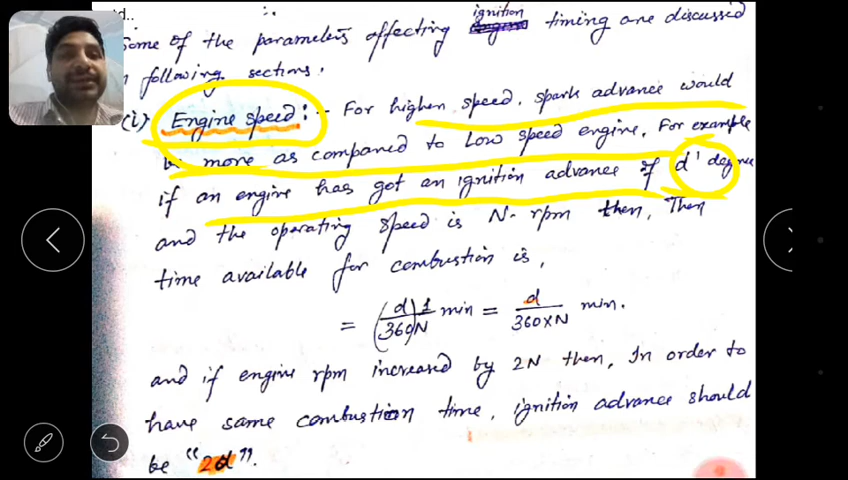 Some of the parameters affecting ignition timing are discussed
following sections.
(i) Engine speed :- For higher speed, spark advance would
be more as compared to Low speed engine. For example
if an engine has got an ignition advance of 'd' degree
and the operating speed is N-rpm then, Then
time available for combustion is,
= (d/360) 1/N min = d/360×N min.
and if engine rpm increased by 2N then, In order to
have same combustion time, ignition advance should
be "2d".